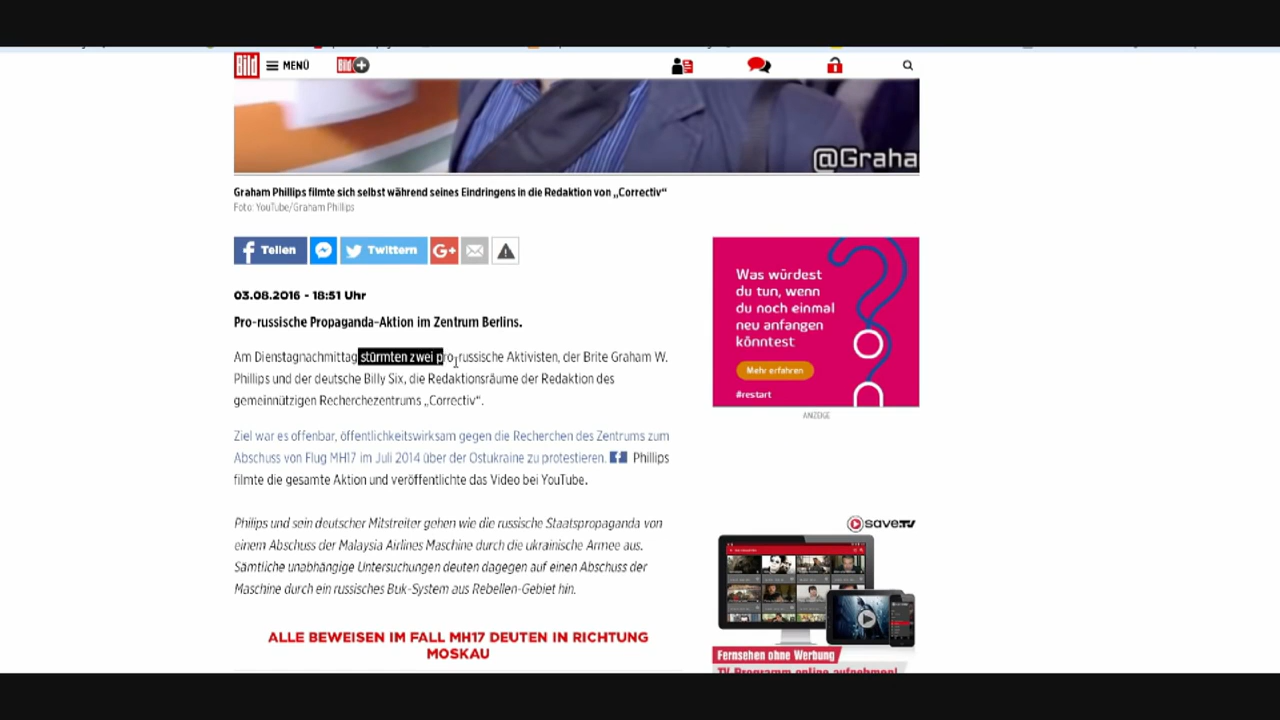 Bild
MENÜ
Bild+
@Graha
Graham Phillips filmte sich selbst während seines Eindringens in die Redaktion von „Correctiv“
Foto: YouTube/Graham Phillips
Teilen
Twittern
G+
03.08.2016 - 18:51 Uhr
Pro-russische Propaganda-Aktion im Zentrum Berlins.
Am Dienstagnachmittag stürmten zwei pro-russische Aktivisten, der Brite Graham W.
Phillips und der deutsche Billy Six, die Redaktionsräume der Redaktion des
gemeinnützigen Recherchezentrums „Correctiv“.
Ziel war es offenbar, öffentlichkeitswirksam gegen die Recherchen des Zentrums zum
Abschuss von Flug MH17 im Juli 2014 über der Ostukraine zu protestieren. Phillips
filmte die gesamte Aktion und veröffentlichte das Video bei YouTube.
Philips und sein deutscher Mitstreiter gehen wie die russische Staatspropaganda von
einem Abschuss der Malaysia Airlines Maschine durch die ukrainische Armee aus.
Sämtliche unabhängige Untersuchungen deuten dagegen auf einen Abschuss der
Maschine durch ein russisches Buk-System aus Rebellen-Gebiet hin.
ALLE BEWEISEN IM FALL MH17 DEUTEN IN RICHTUNG
MOSKAU
Was würdest
du tun, wenn
du noch einmal
neu anfangen
könntest
Mehr erfahren
#restart
ANZEIGE
save.TV
Fernsehen ohne Werbung
TV-Programm online aufnehmen!